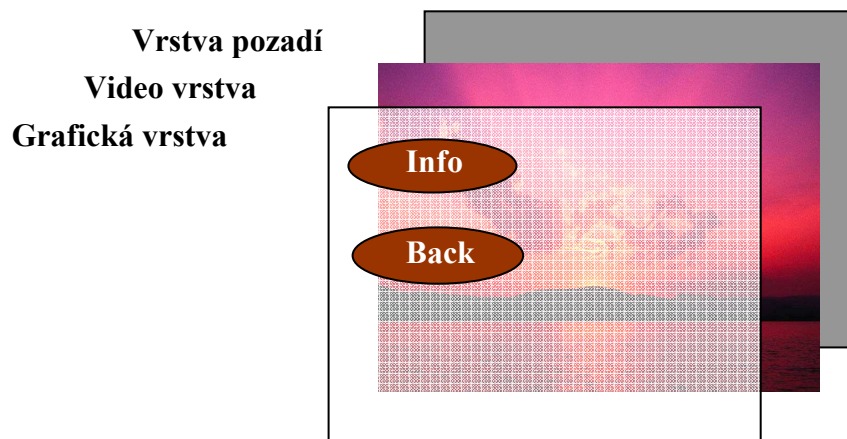 Vrstva pozadí
Video vrstva
Grafická vrstva
Info
Back